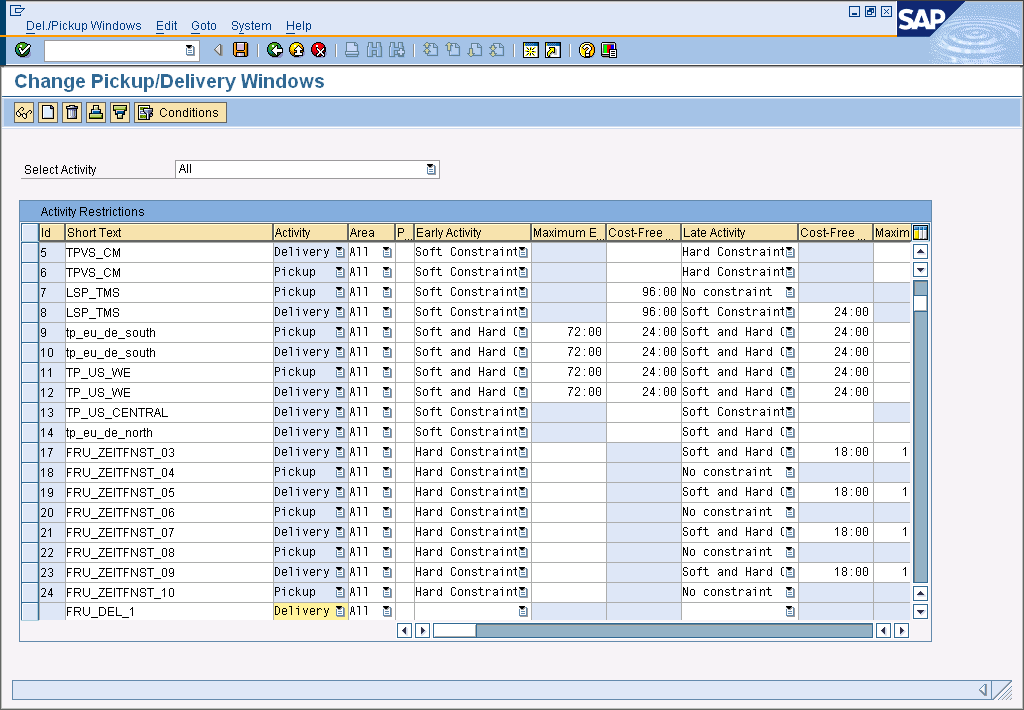 Del./Pickup Windows Edit Goto System Help
SAP
Change Pickup/Delivery Windows
Conditions
Select Activity All
Activity Restrictions
Id Short Text Activity Area P... Early Activity Maximum E... Cost-Free ... Late Activity Cost-Free ... Maxim
5 TPVS_CM Delivery All Soft Constraint Hard Constraint
6 TPVS_CM Pickup All Soft Constraint Hard Constraint
7 LSP_TMS Pickup All Soft Constraint 96:00 No constraint
8 LSP_TMS Delivery All Soft Constraint 96:00 Soft Constraint 24:00
9 tp_eu_de_south Pickup All Soft and Hard C 72:00 24:00 Soft and Hard C 24:00
10 tp_eu_de_south Delivery All Soft and Hard C 72:00 24:00 Soft and Hard C 24:00
11 TP_US_WE Pickup All Soft and Hard C 72:00 24:00 Soft and Hard C 24:00
12 TP_US_WE Delivery All Soft and Hard C 72:00 24:00 Soft and Hard C 24:00
13 TP_US_CENTRAL Delivery All Soft Constraint Soft Constraint
14 tp_eu_de_north Delivery All Soft Constraint Soft and Hard C
17 FRU_ZEITFNST_03 Delivery All Hard Constraint Soft and Hard C 18:00 1
18 FRU_ZEITFNST_04 Pickup All Hard Constraint No constraint
19 FRU_ZEITFNST_05 Delivery All Hard Constraint Soft and Hard C 18:00 1
20 FRU_ZEITFNST_06 Pickup All Hard Constraint No constraint
21 FRU_ZEITFNST_07 Delivery All Hard Constraint Soft and Hard C 18:00 1
22 FRU_ZEITFNST_08 Pickup All Hard Constraint No constraint
23 FRU_ZEITFNST_09 Delivery All Hard Constraint Soft and Hard C 18:00 1
24 FRU_ZEITFNST_10 Pickup All Hard Constraint No constraint
FRU_DEL_1 Delivery All